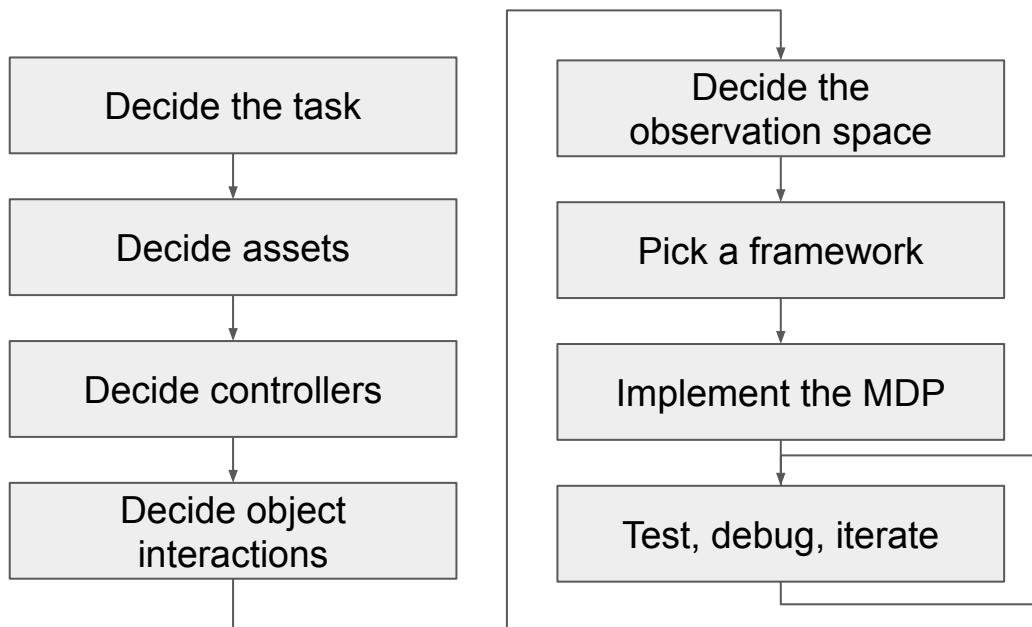 Decide the task
Decide assets
Decide controllers
Decide object
interactions
Decide the
observation space
Pick a framework
Implement the MDP
Test, debug, iterate